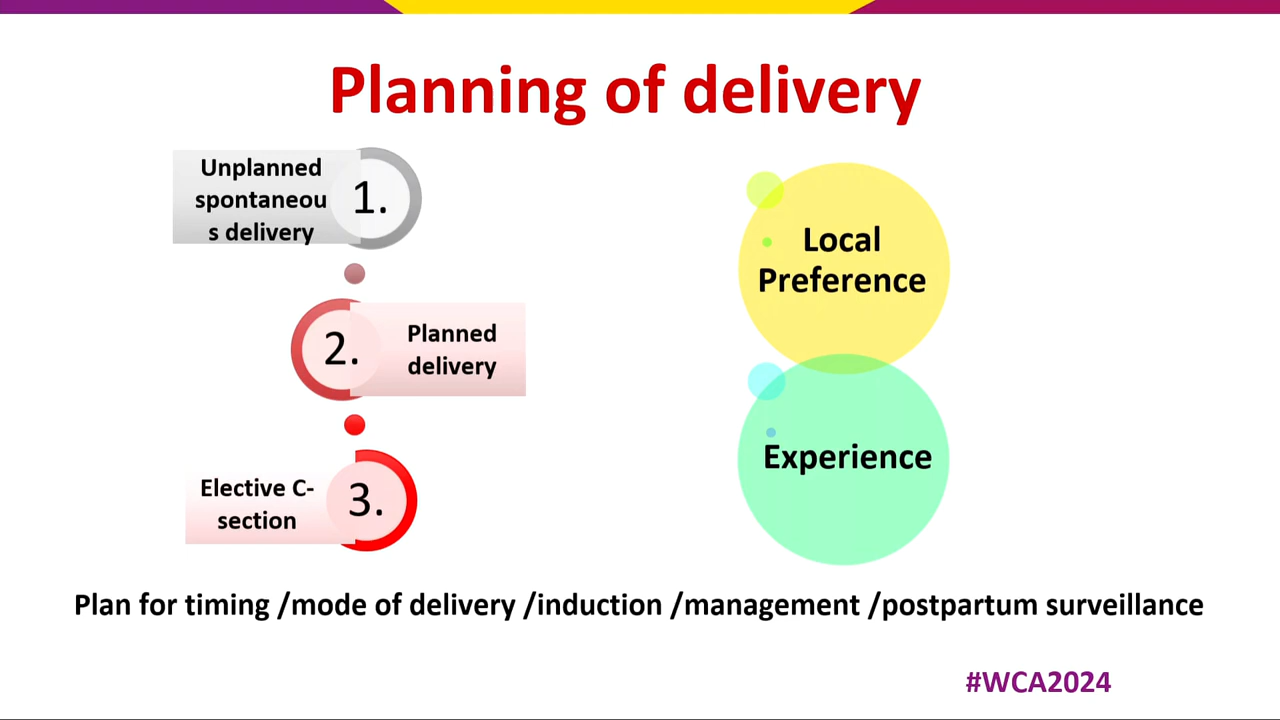 Planning of delivery
Unplanned
spontaneou
s delivery
1.
2.
Planned
delivery
Elective C-
section
3.
Local
Preference
Experience
Plan for timing /mode of delivery /induction /management /postpartum surveillance
#WCA2024